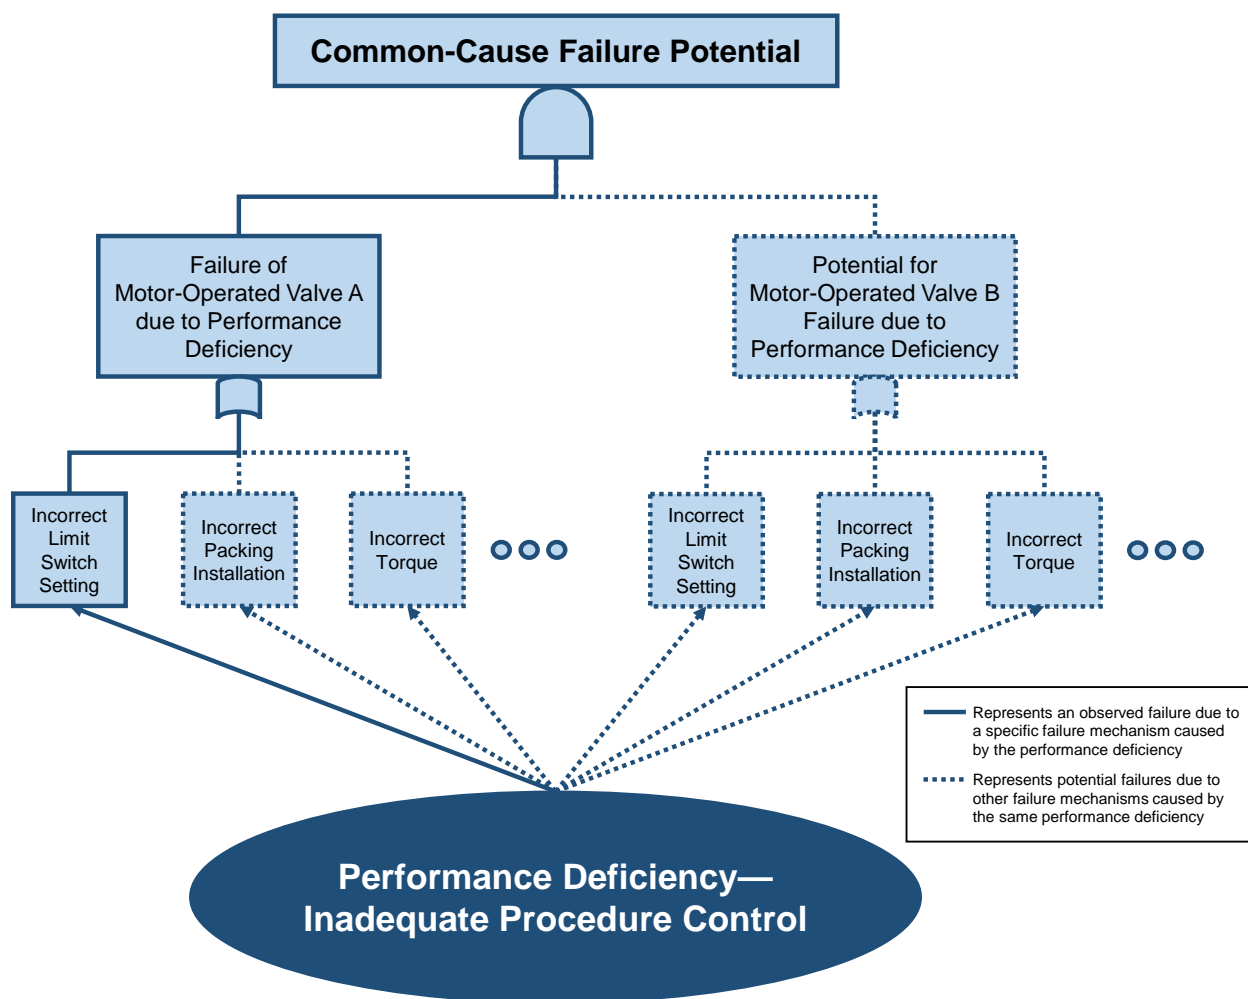 Common-Cause Failure Potential
Failure of
Motor-Operated Valve A
due to Performance
Deficiency
Potential for
Motor-Operated Valve B
Failure due to
Performance Deficiency
Incorrect
Limit
Switch
Setting
Incorrect
Packing
Installation
Incorrect
Torque
Incorrect
Limit
Switch
Setting
Incorrect
Packing
Installation
Incorrect
Torque
Represents an observed failure due to
a specific failure mechanism caused
by the performance deficiency
Represents potential failures due to
other failure mechanisms caused by
the same performance deficiency
Performance Deficiency—
Inadequate Procedure Control